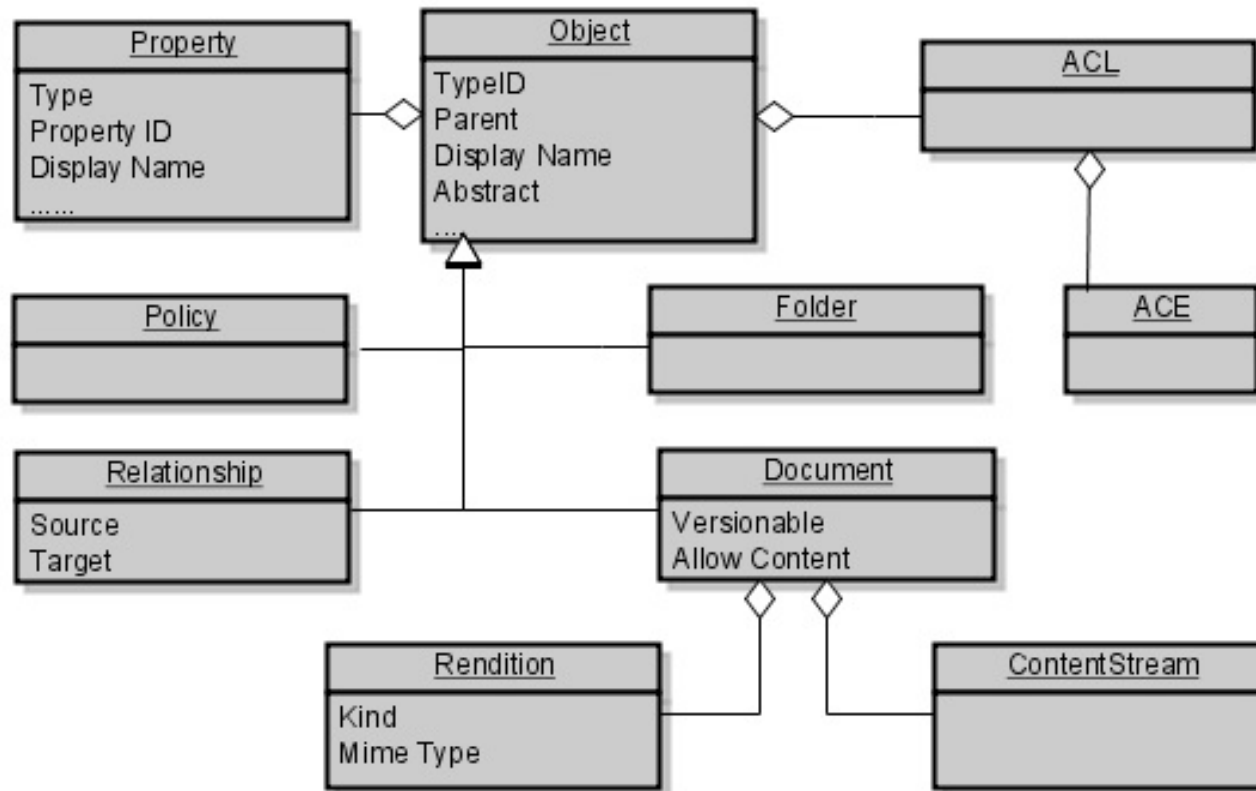 Property
Type
Property ID
Display Name
......
Object
TypeID
Parent
Display Name
Abstract
....
ACL
Policy
Folder
ACE
Relationship
Source
Target
Document
Versionable
Allow Content
Rendition
Kind
Mime Type
ContentStream